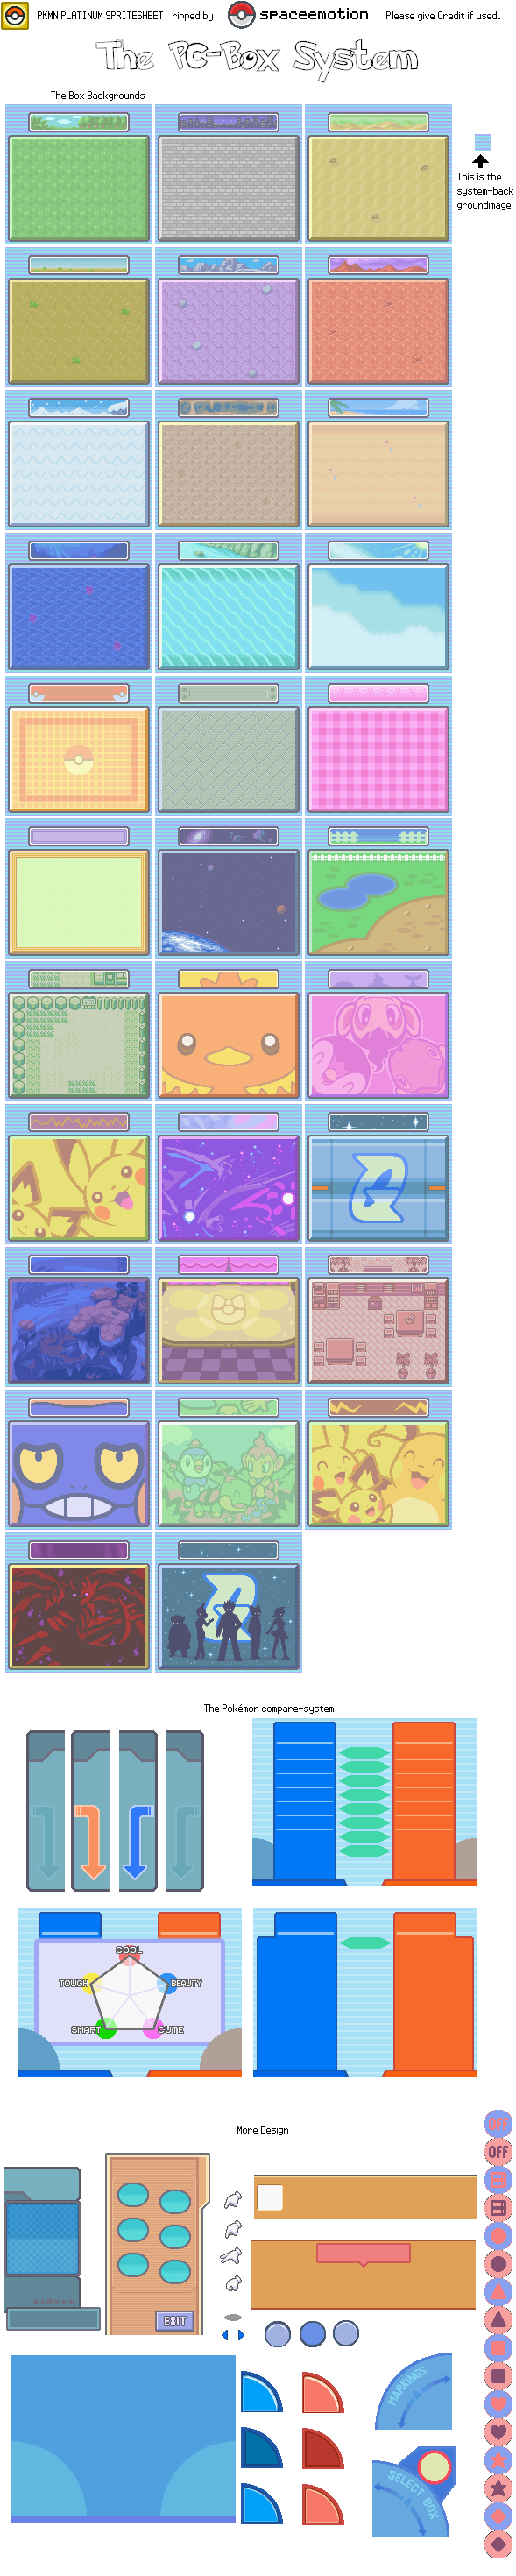 PKMN PLATINUM SPRITESHEET ripped by spaceemotion Please give Credit if used.
The PC-Box System
The Box Backgrounds
This is the
system-back
groundimage
The Pokémon compare-system
COOL
TOUGH
BEAUTY
SMART
CUTE
More Design
OFF
OFF
EXIT
MARKINGS
SELECT BOX